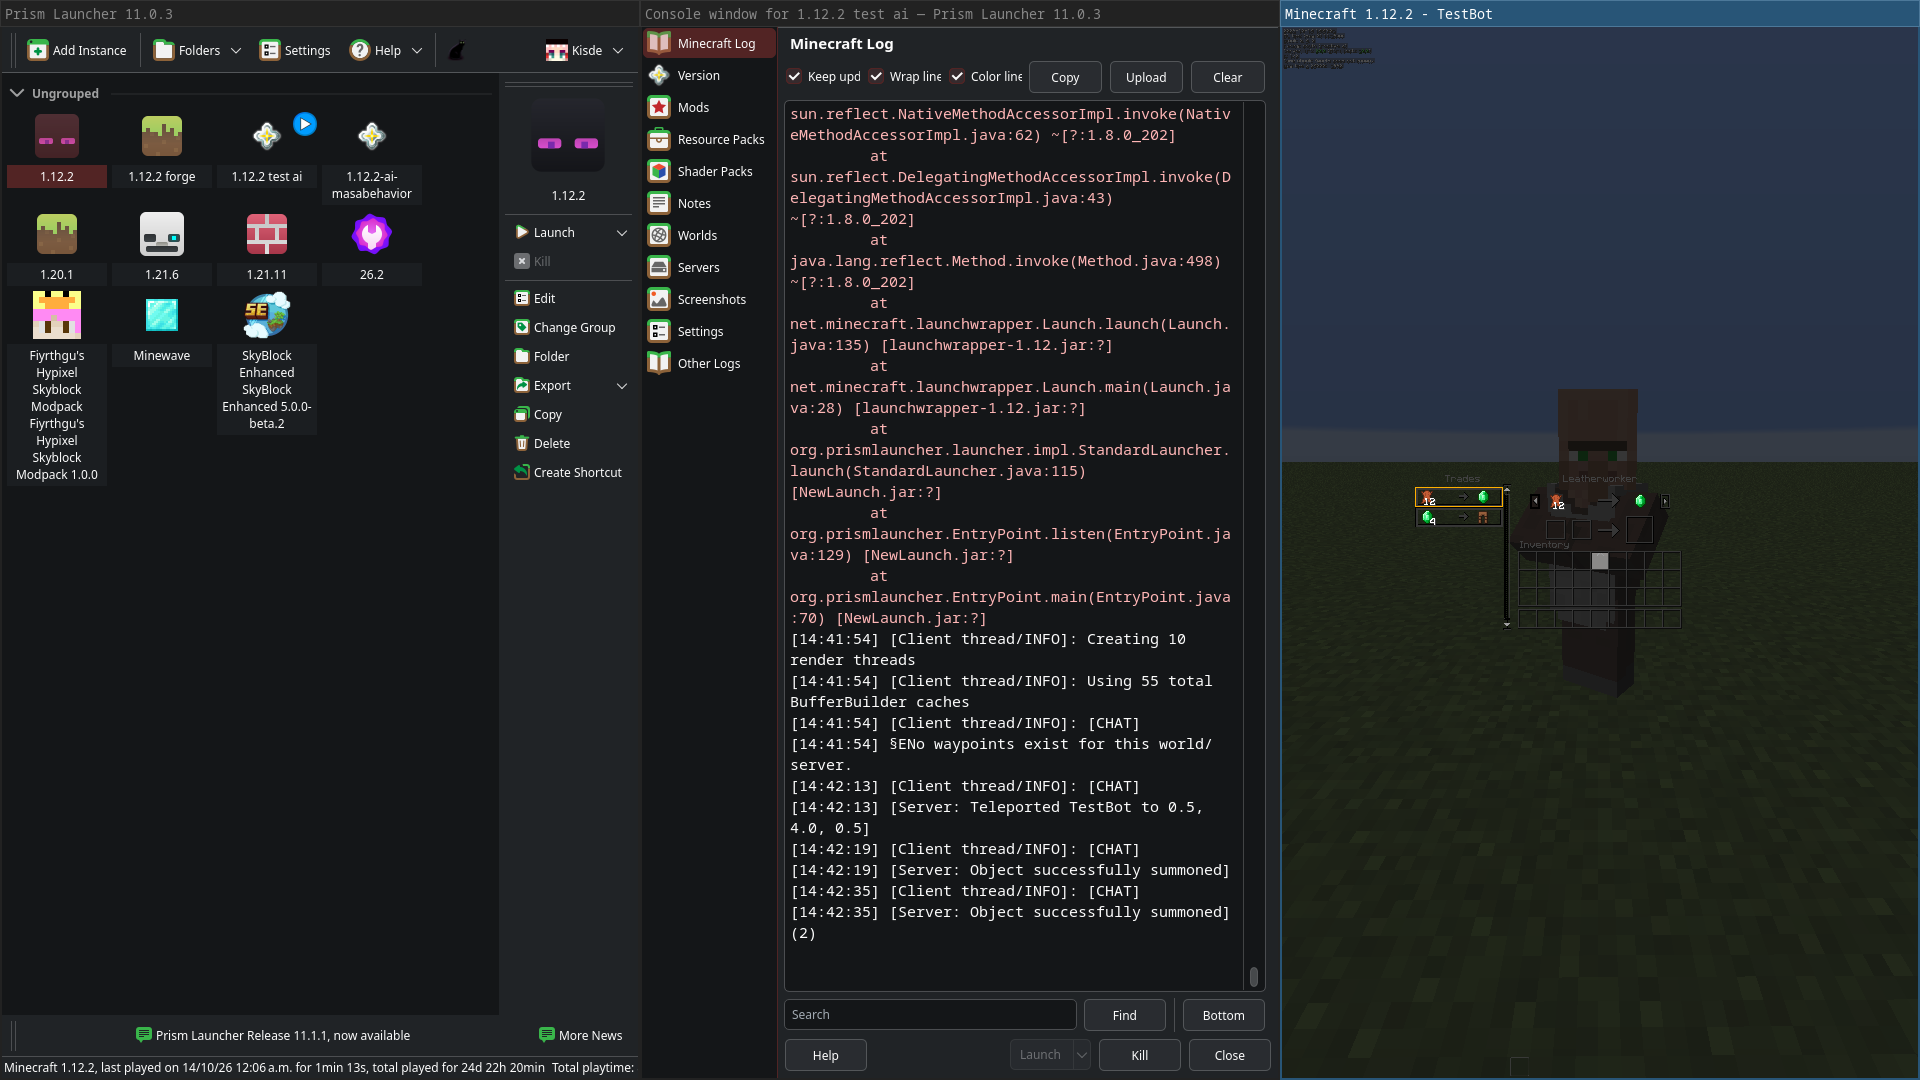 Prism Launcher 11.0.3
Add Instance
Folders
Settings
Help
Kisde
Ungrouped
1.12.2
1.12.2 forge
1.12.2 test ai
1.12.2-ai-
masabehavior
1.20.1
1.21.6
1.21.11
26.2
Fiyrthgu's
Hypixel
Skyblock
Modpack
Fiyrthgu's
Hypixel
Skyblock
Modpack 1.0.0
Minewave
SE
SkyBlock
Enhanced
SkyBlock
Enhanced 5.0.0-
beta.2
1.12.2
Launch
Kill
Edit
Change Group
Folder
Export
Copy
Delete
Create Shortcut
Prism Launcher Release 11.1.1, now available
More News
Minecraft 1.12.2, last played on 14/10/26 12:06 a.m. for 1min 13s, total played for 24d 22h 20min
Total playtime:
Console window for 1.12.2 test ai — Prism Launcher 11.0.3
Minecraft Log
Version
Mods
Resource Packs
Shader Packs
Notes
Worlds
Servers
Screenshots
Settings
Other Logs
Minecraft Log
Keep upd
Wrap line
Color line
Copy
Upload
Clear
sun.reflect.NativeMethodAccessorImpl.invoke(Nativ
eMethodAccessorImpl.java:62) ~[?:1.8.0_202]
at
sun.reflect.DelegatingMethodAccessorImpl.invoke(D
elegatingMethodAccessorImpl.java:43)
~[?:1.8.0_202]
at
java.lang.reflect.Method.invoke(Method.java:498)
~[?:1.8.0_202]
at
net.minecraft.launchwrapper.Launch.launch(Launch.
java:135) [launchwrapper-1.12.jar:?]
at
net.minecraft.launchwrapper.Launch.main(Launch.ja
va:28) [launchwrapper-1.12.jar:?]
at
org.prismlauncher.launcher.impl.StandardLauncher.
launch(StandardLauncher.java:115)
[NewLaunch.jar:?]
at
org.prismlauncher.EntryPoint.listen(EntryPoint.ja
va:129) [NewLaunch.jar:?]
at
org.prismlauncher.EntryPoint.main(EntryPoint.java
:70) [NewLaunch.jar:?]
[14:41:54] [Client thread/INFO]: Creating 10
render threads
[14:41:54] [Client thread/INFO]: Using 55 total
BufferBuilder caches
[14:41:54] [Client thread/INFO]: [CHAT]
[14:41:54] §ENo waypoints exist for this world/
server.
[14:42:13] [Client thread/INFO]: [CHAT]
[14:42:13] [Server: Teleported TestBot to 0.5,
4.0, 0.5]
[14:42:19] [Client thread/INFO]: [CHAT]
[14:42:19] [Server: Object successfully summoned]
[14:42:35] [Client thread/INFO]: [CHAT]
[14:42:35] [Server: Object successfully summoned]
(2)
Search
Find
Bottom
Help
Launch
Kill
Close
Minecraft 1.12.2 - TestBot
Trades
Leatherworker
12
12
4
Inventory